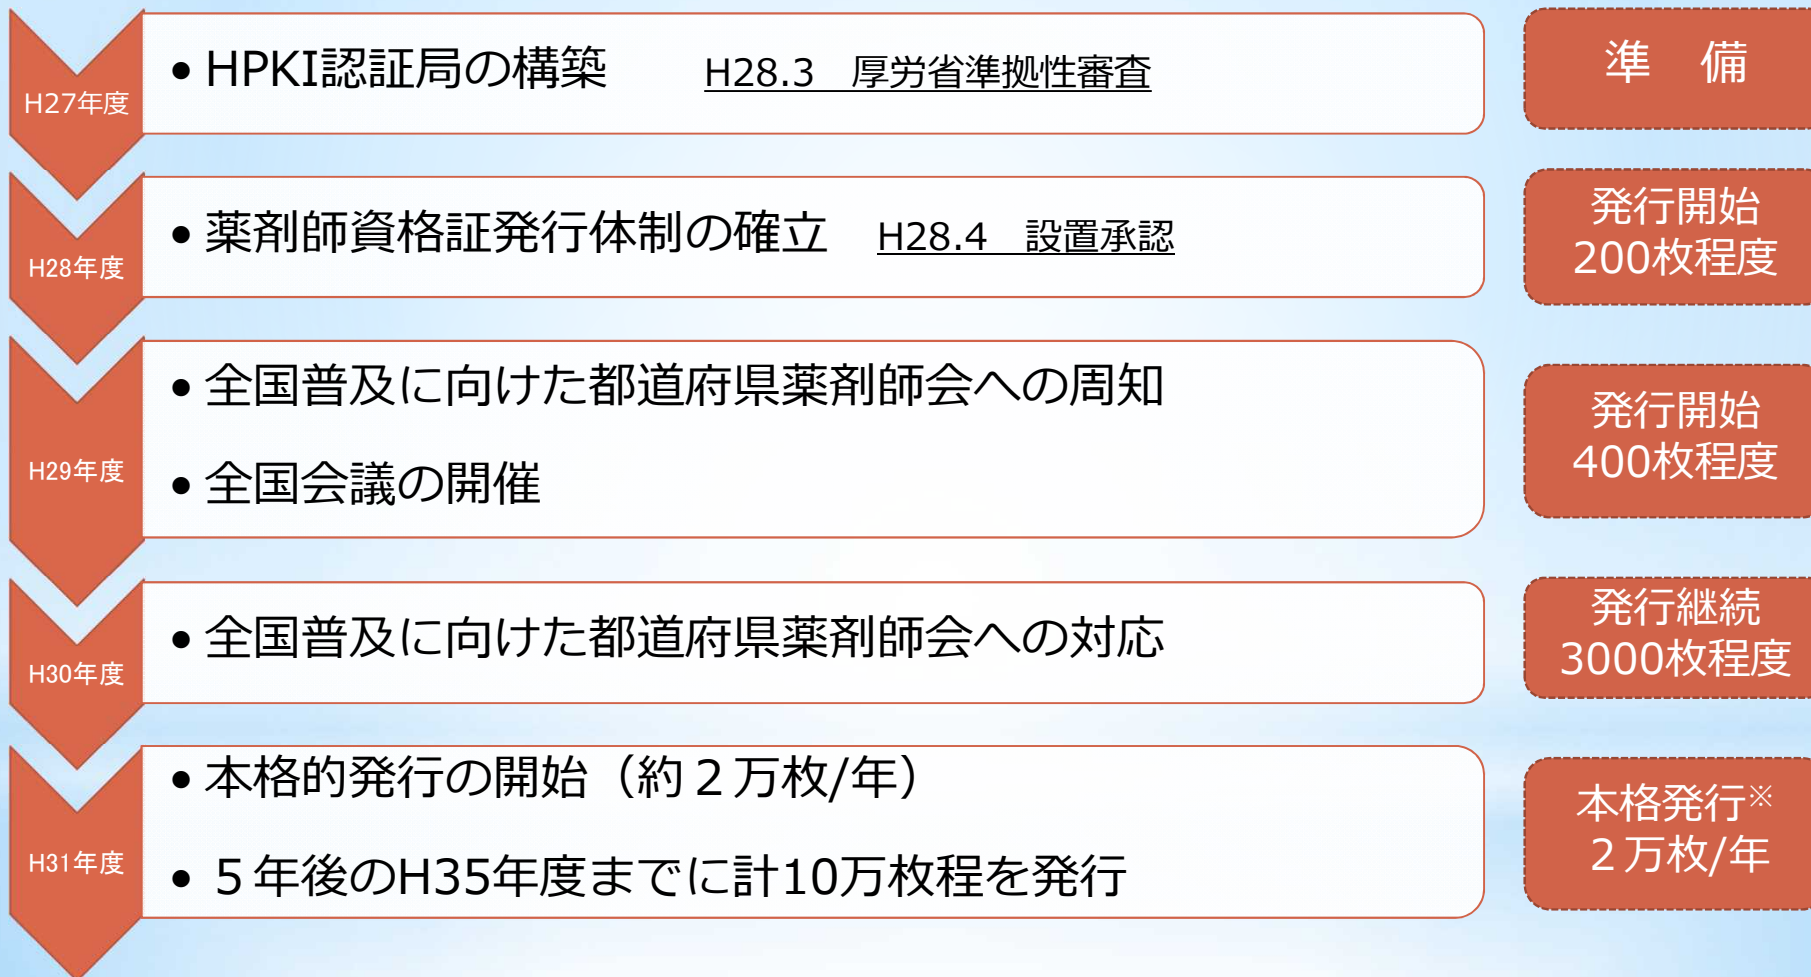 H27年度
• HPKI認証局の構築　H28.3　厚労省準拠性審査
準　備
H28年度
• 薬剤師資格証発行体制の確立　H28.4　設置承認
発行開始
200枚程度
H29年度
• 全国普及に向けた都道府県薬剤師会への周知
• 全国会議の開催
発行開始
400枚程度
H30年度
• 全国普及に向けた都道府県薬剤師会への対応
発行継続
3000枚程度
H31年度
• 本格的発行の開始（約２万枚/年）
• ５年後のH35年度までに計10万枚程を発行
本格発行※
２万枚/年